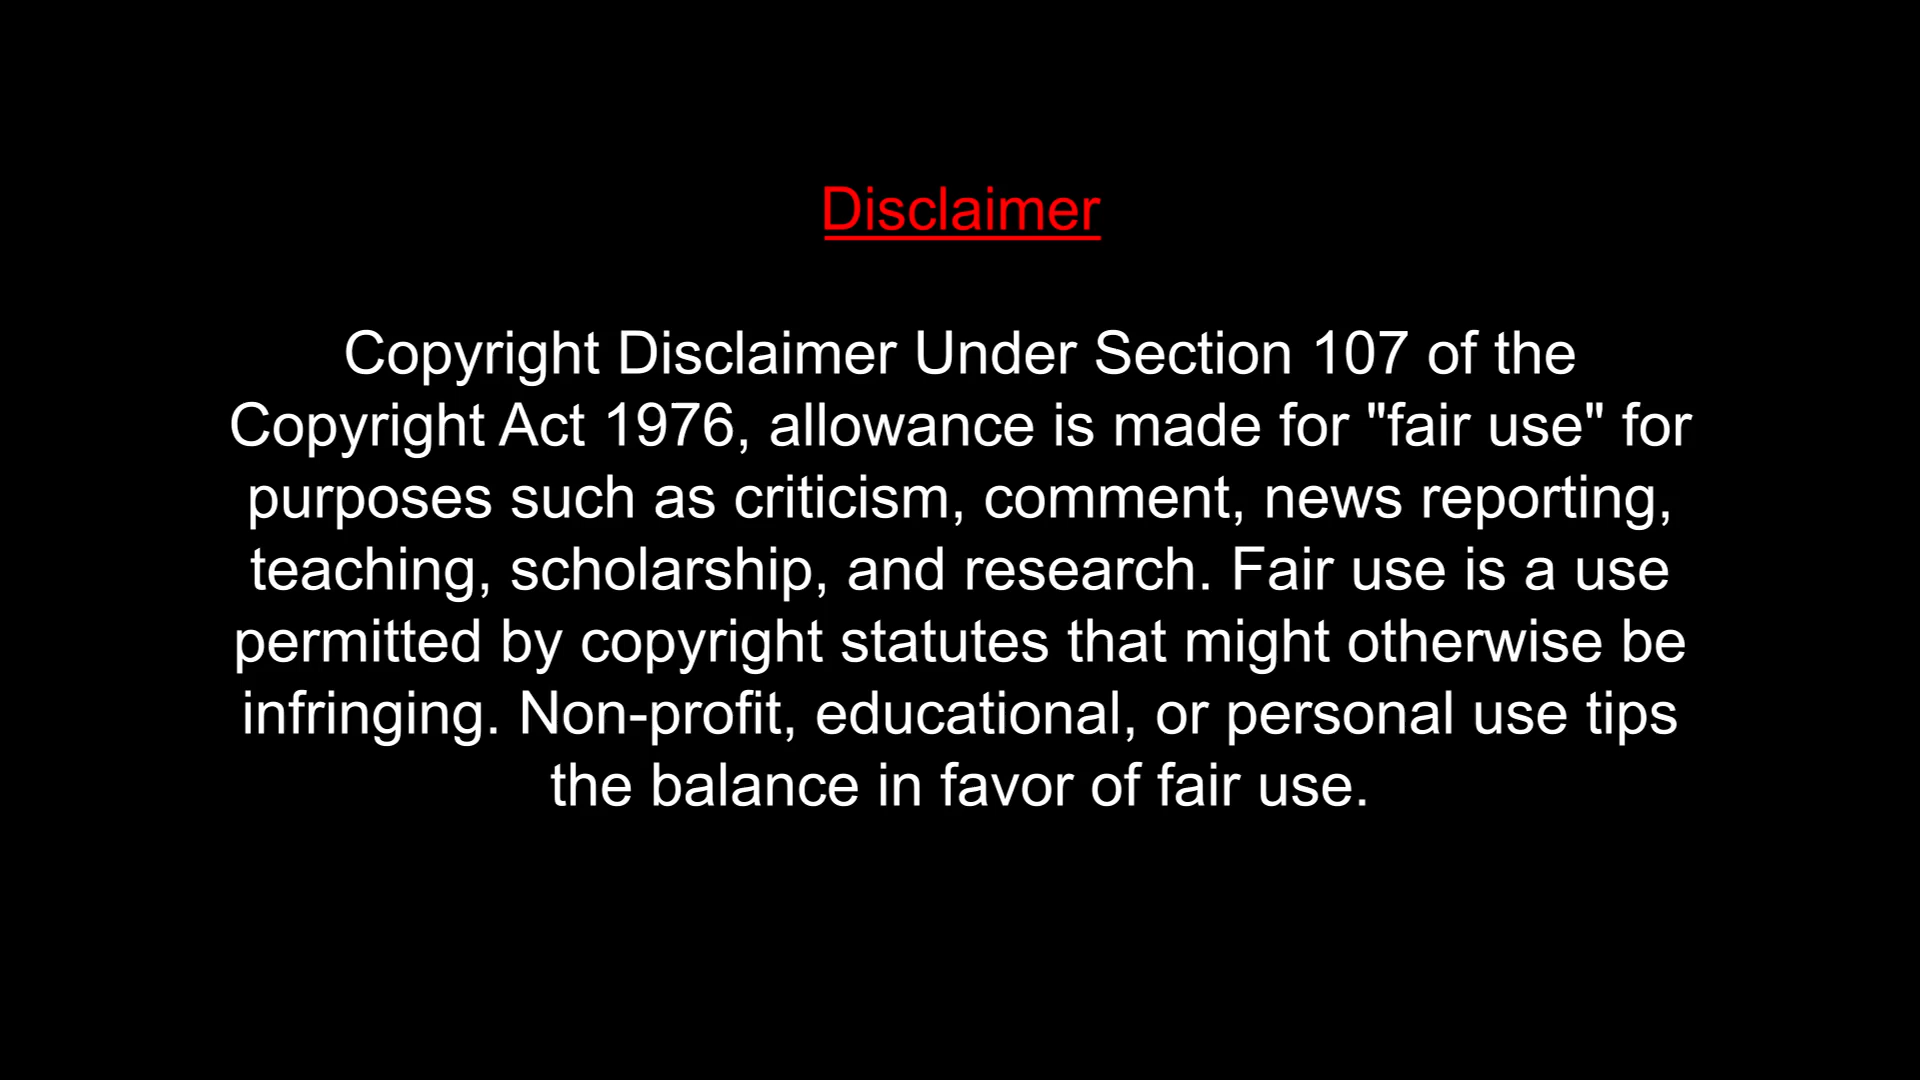 Disclaimer
Copyright Disclaimer Under Section 107 of the
Copyright Act 1976, allowance is made for "fair use" for
purposes such as criticism, comment, news reporting,
teaching, scholarship, and research. Fair use is a use
permitted by copyright statutes that might otherwise be
infringing. Non-profit, educational, or personal use tips
the balance in favor of fair use.